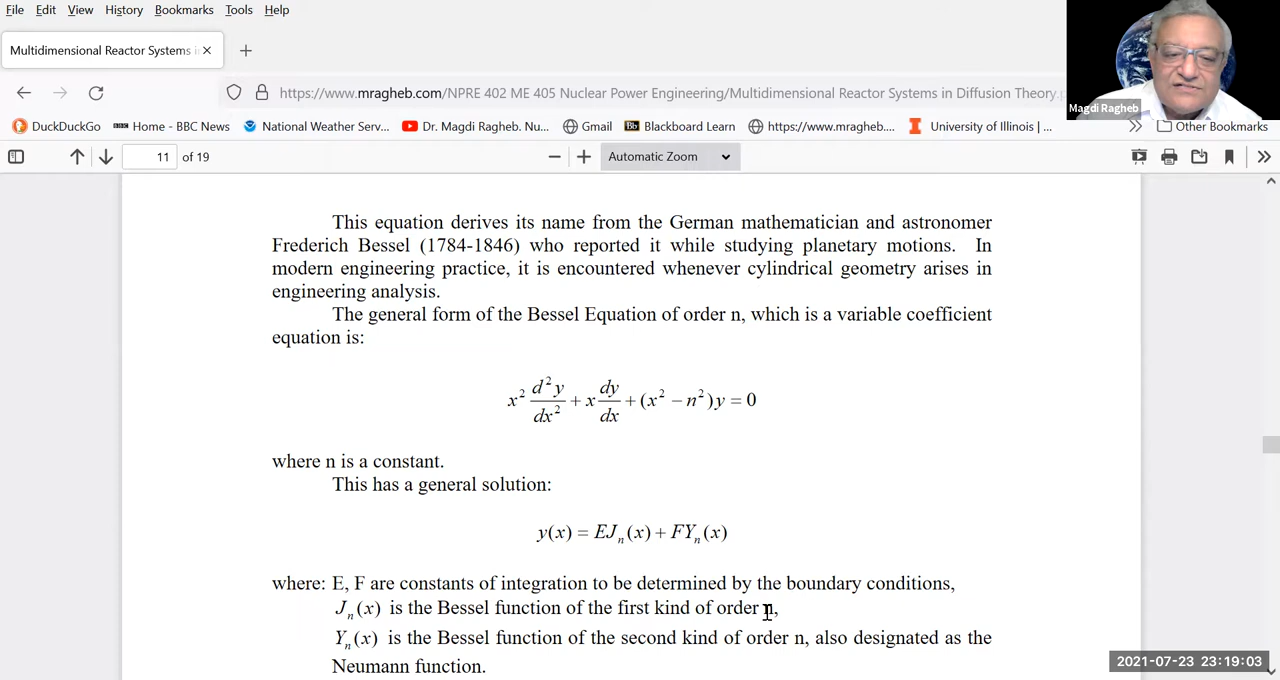 File Edit View History Bookmarks Tools Help
Multidimensional Reactor Systems i
https://www.mragheb.com/NPRE 402 ME 405 Nuclear Power Engineering/Multidimensional Reactor Systems in Diffusion Theory.p
Magdi Ragheb
DuckDuckGo BBC Home - BBC News National Weather Serv... Dr. Magdi Ragheb. Nu... Gmail Bb Blackboard Learn https://www.mragheb.... University of Illinois | ... Other Bookmarks
11 of 19 Automatic Zoom
This equation derives its name from the German mathematician and astronomer
Frederich Bessel (1784-1846) who reported it while studying planetary motions. In
modern engineering practice, it is encountered whenever cylindrical geometry arises in
engineering analysis.
The general form of the Bessel Equation of order n, which is a variable coefficient
equation is:
x² d²y/dx² + x dy/dx + (x² − n²)y = 0
where n is a constant.
This has a general solution:
y(x) = EJₙ(x) + FYₙ(x)
where: E, F are constants of integration to be determined by the boundary conditions,
Jₙ(x) is the Bessel function of the first kind of order n,
Yₙ(x) is the Bessel function of the second kind of order n, also designated as the
Neumann function.
2021-07-23 23:19:03